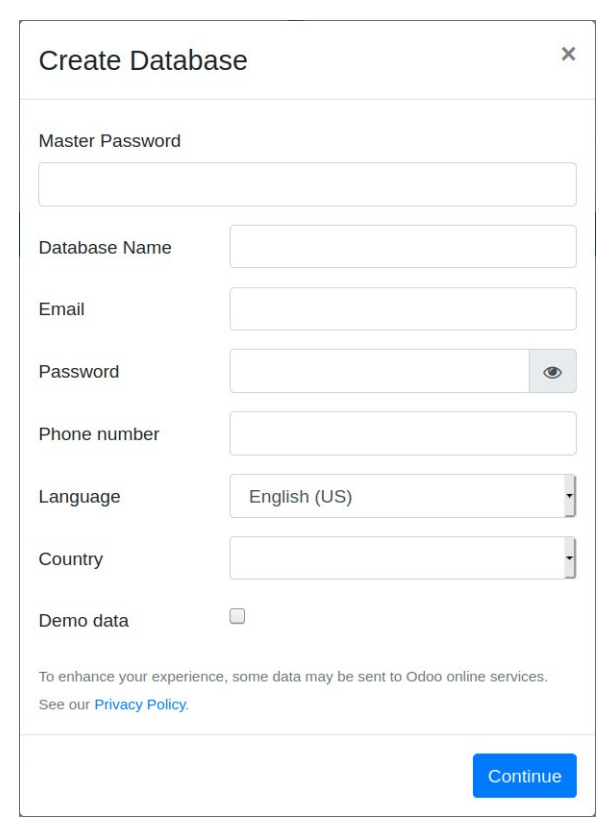 Create Database
×
Master Password
Database Name
Email
Password
Phone number
Language English (US)
Country
Demo data
To enhance your experience, some data may be sent to Odoo online services.
See our Privacy Policy.
Continue